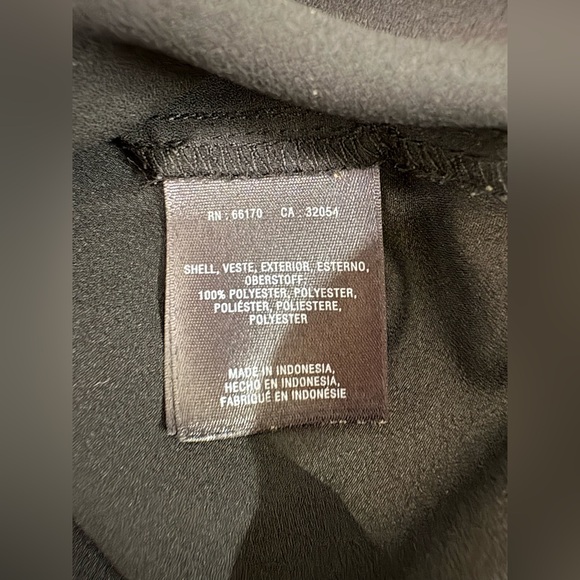 RN : 66170 CA : 32054
SHELL, VESTE, EXTERIOR, ESTERNO,
OBERSTOFF:
100% POLYESTER, POLYESTER,
POLIÉSTER, POLIESTERE,
POLYESTER
MADE IN INDONESIA,
HECHO EN INDONESIA,
FABRIQUÉ EN INDONÉSIE